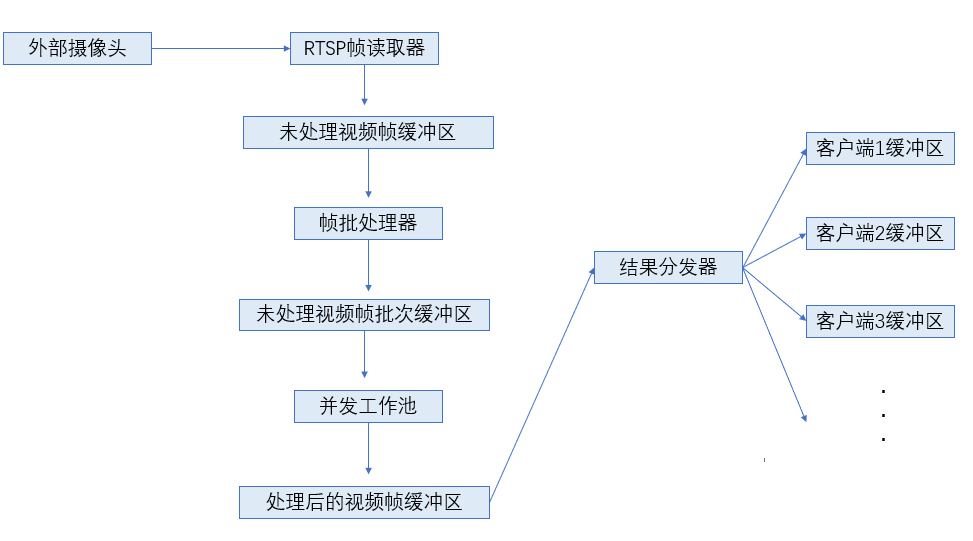 外部摄像头
RTSP帧读取器
未处理视频帧缓冲区
帧批处理器
未处理视频帧批次缓冲区
并发工作池
处理后的视频帧缓冲区
结果分发器
客户端1缓冲区
客户端2缓冲区
客户端3缓冲区
.
.
.